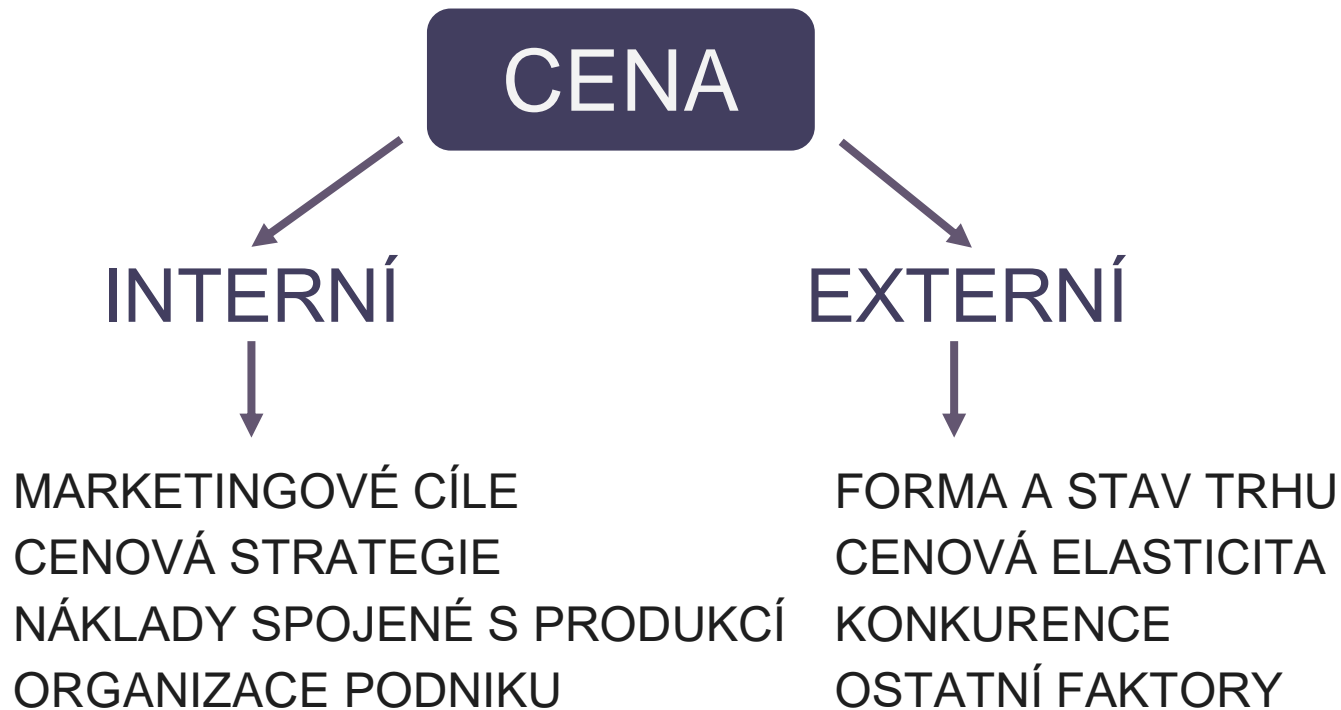 CENA
INTERNÍ
EXTERNÍ
MARKETINGOVÉ CÍLE
CENOVÁ STRATEGIE
NÁKLADY SPOJENÉ S PRODUKCÍ
ORGANIZACE PODNIKU
FORMA A STAV TRHU
CENOVÁ ELASTICITA
KONKURENCE
OSTATNÍ FAKTORY